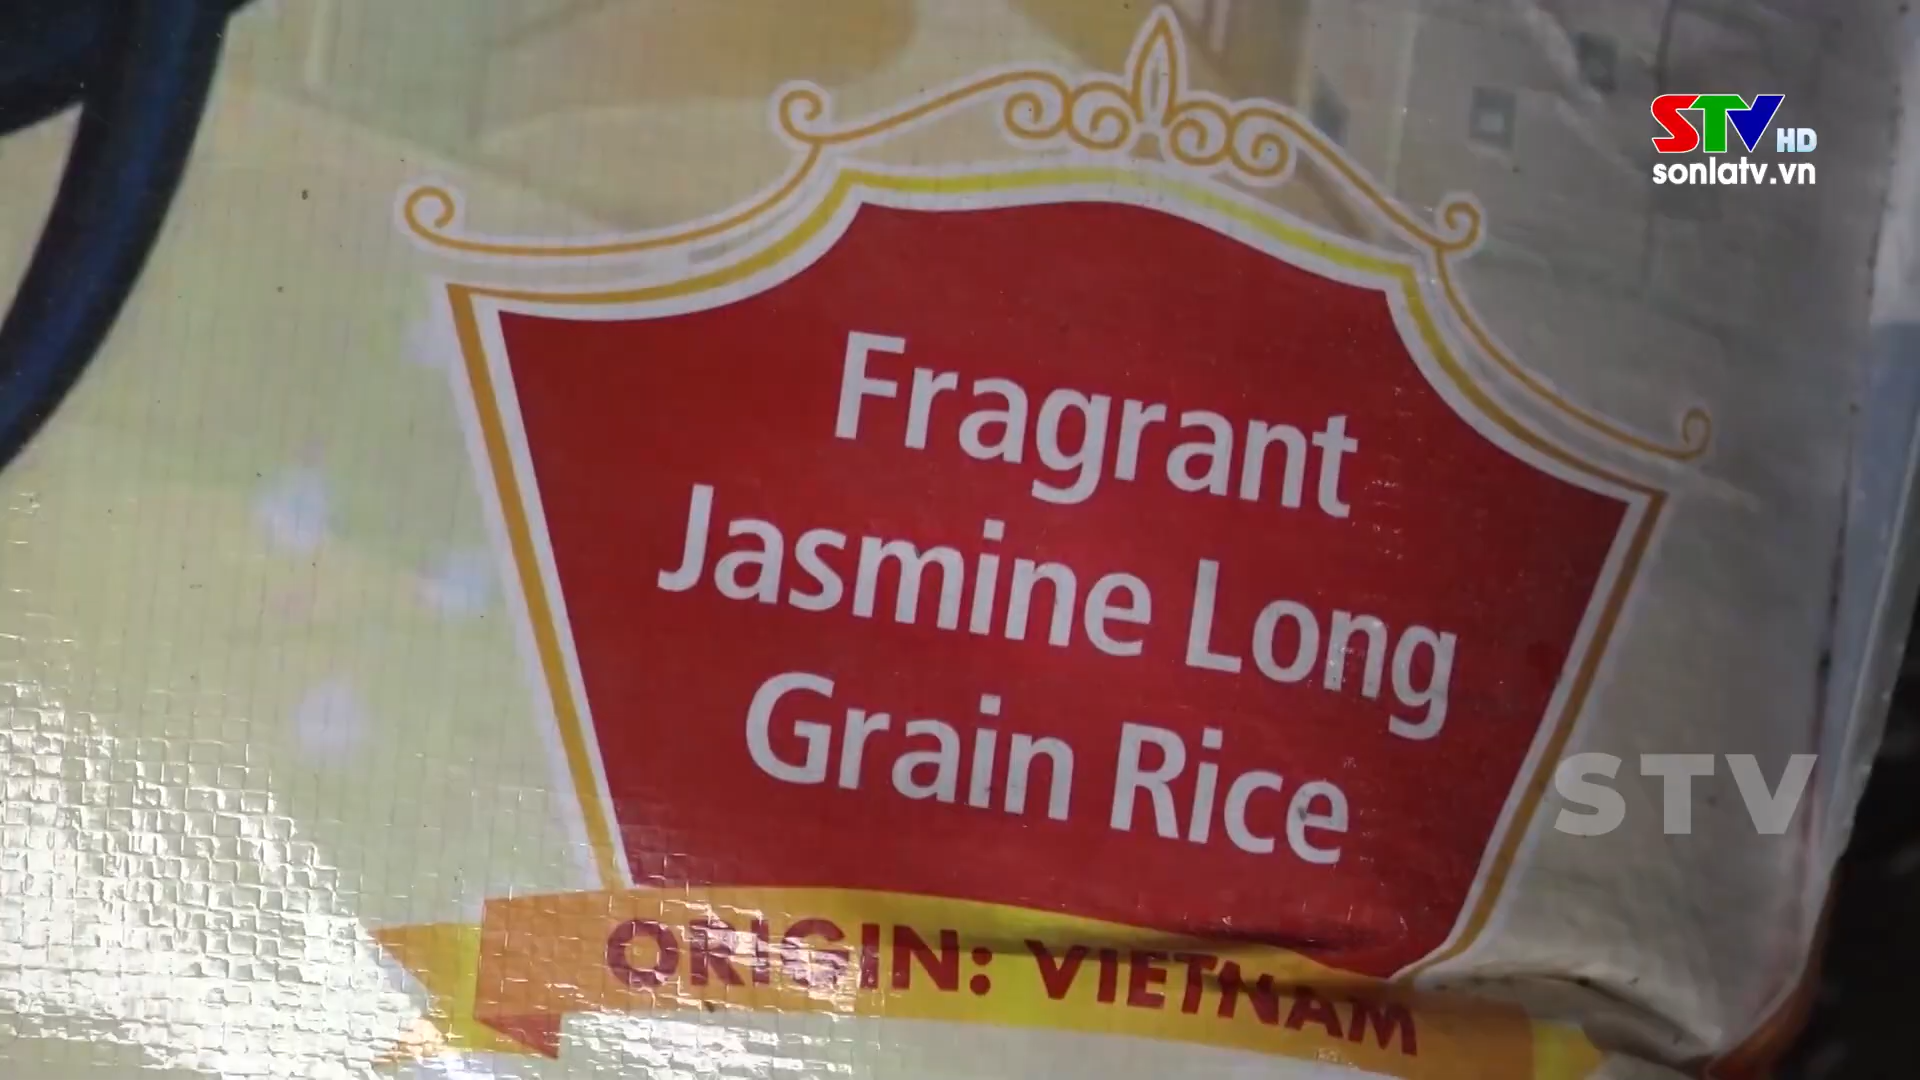 STV HD
sonlatv.vn
Fragrant
Jasmine Long
Grain Rice
STV
ORIGIN: VIETNAM